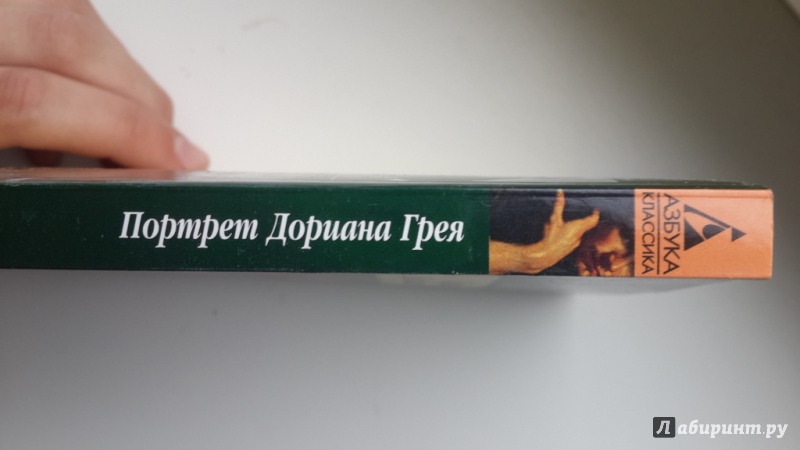 Портрет Дориана Грея
АЗБУКА
КЛАССИКА
Лабиринт.ру